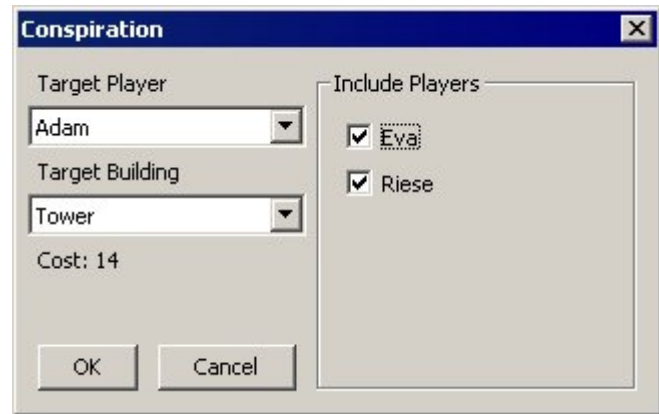 Conspiration
Target Player
Adam
Target Building
Tower
Cost: 14
OK
Cancel
Include Players
Eva
Riese